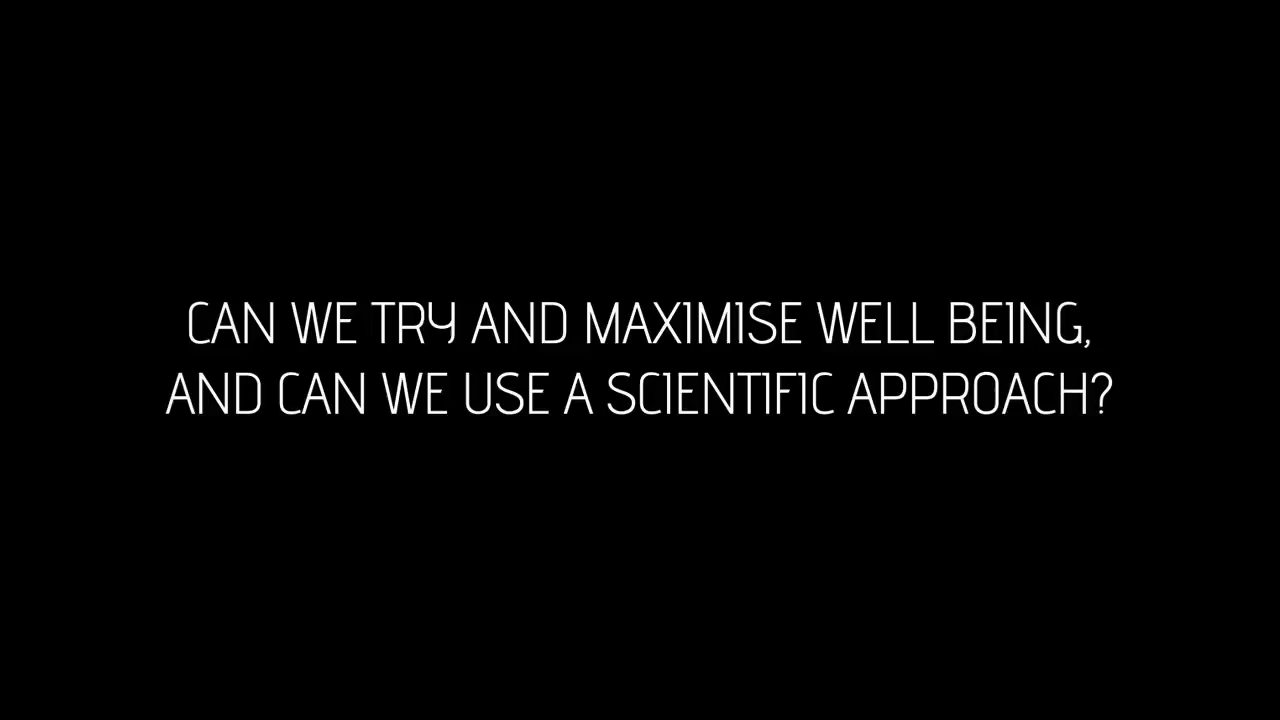 CAN WE TRY AND MAXIMISE WELL BEING,
AND CAN WE USE A SCIENTIFIC APPROACH?